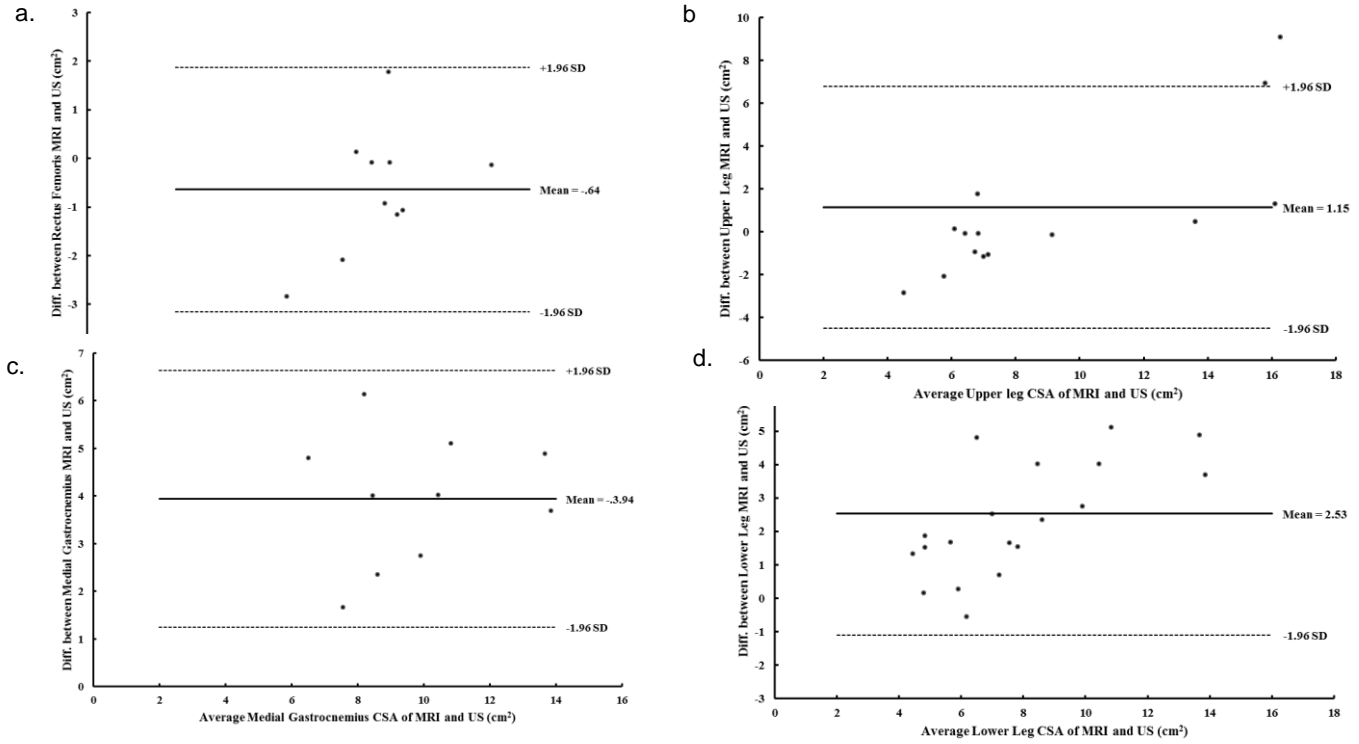 a.
Diff. between Rectus Femoris MRI and US (cm²)
3
2
1
0
-1
-2
-3
+1.96 SD
Mean = -.64
-1.96 SD
b
Diff. between Upper Leg MRI and US (cm²)
10
8
6
4
2
0
-2
-4
-6
+1.96 SD
Mean = 1.15
-1.96 SD
0 2 4 6 8 10 12 14 16 18
Average Upper leg CSA of MRI and US (cm²)
c.
Diff. between Medial Gastrocnemius MRI and US (cm²)
7
6
5
4
3
2
1
0
+1.96 SD
Mean = -.3.94
-1.96 SD
0 2 4 6 8 10 12 14 16
Average Medial Gastrocnemius CSA of MRI and US (cm²)
d.
Diff. between Lower Leg MRI and US (cm²)
5
4
3
2
1
0
-1
-2
-3
Mean = 2.53
-1.96 SD
0 2 4 6 8 10 12 14 16 18
Average Lower Leg CSA of MRI and US (cm²)